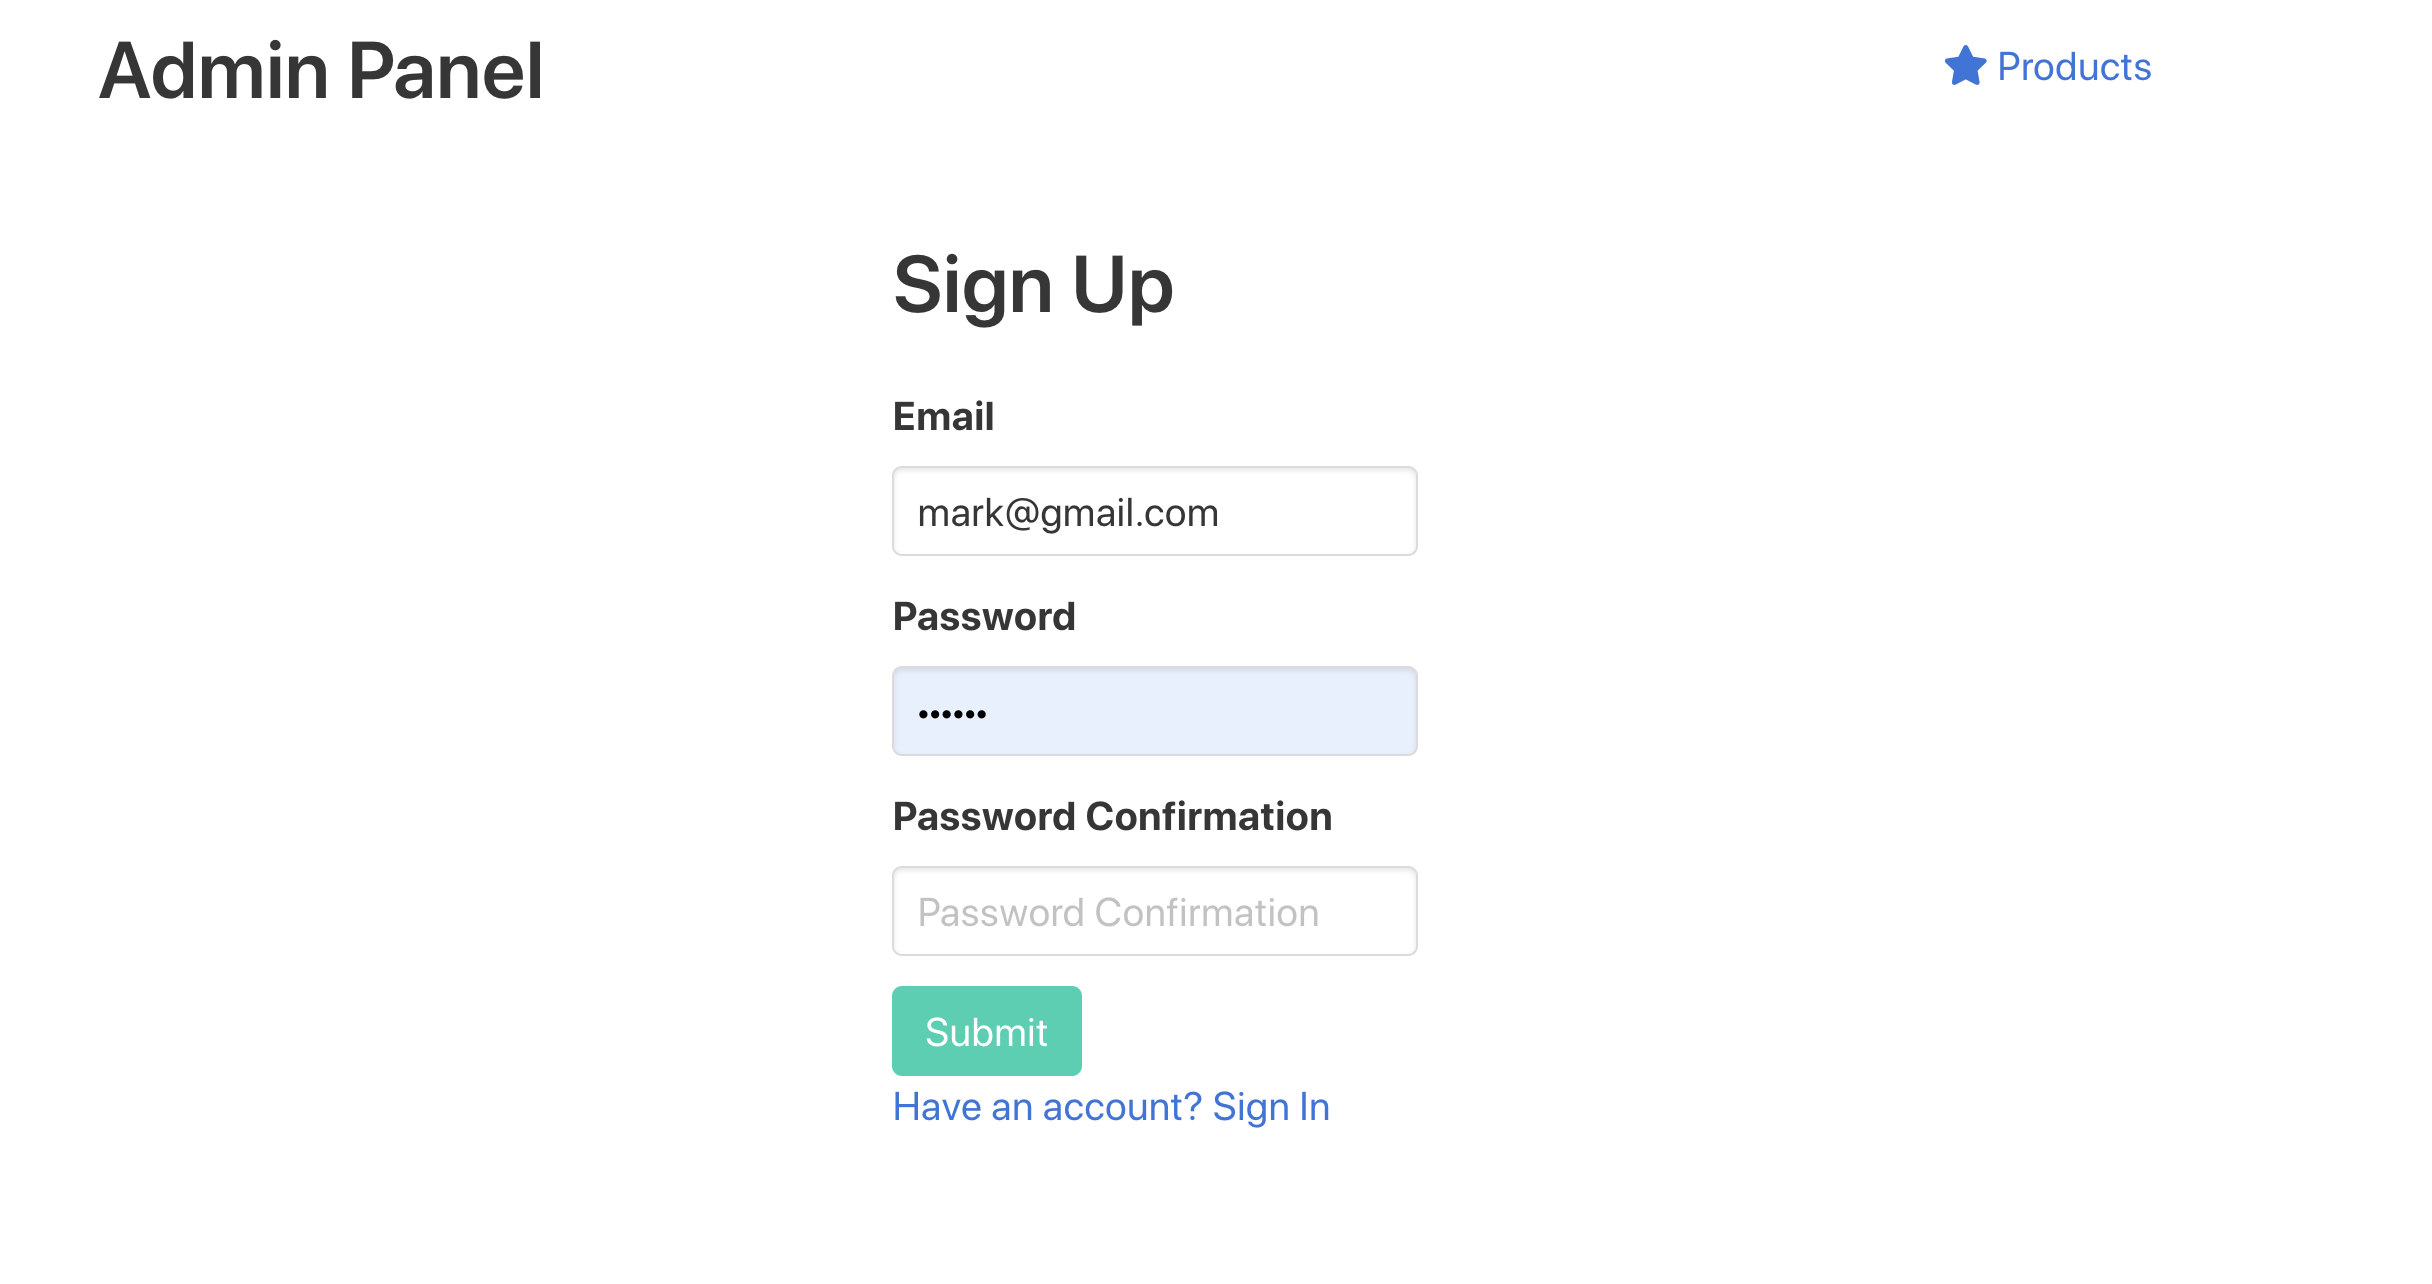 Admin Panel
Products
Sign Up
Email
mark@gmail.com
Password
••••••
Password Confirmation
Password Confirmation
Submit
Have an account? Sign In